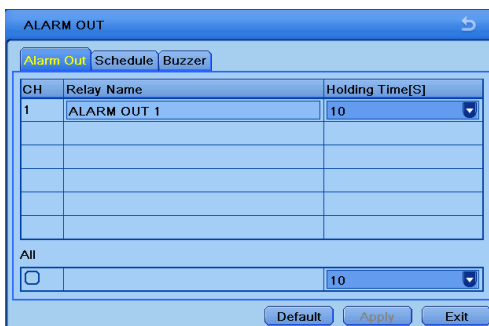 ALARM OUT
Alarm Out Schedule Buzzer
CH Relay Name Holding Time[S]
1 ALARM OUT 1 10
All
10
Default Apply Exit